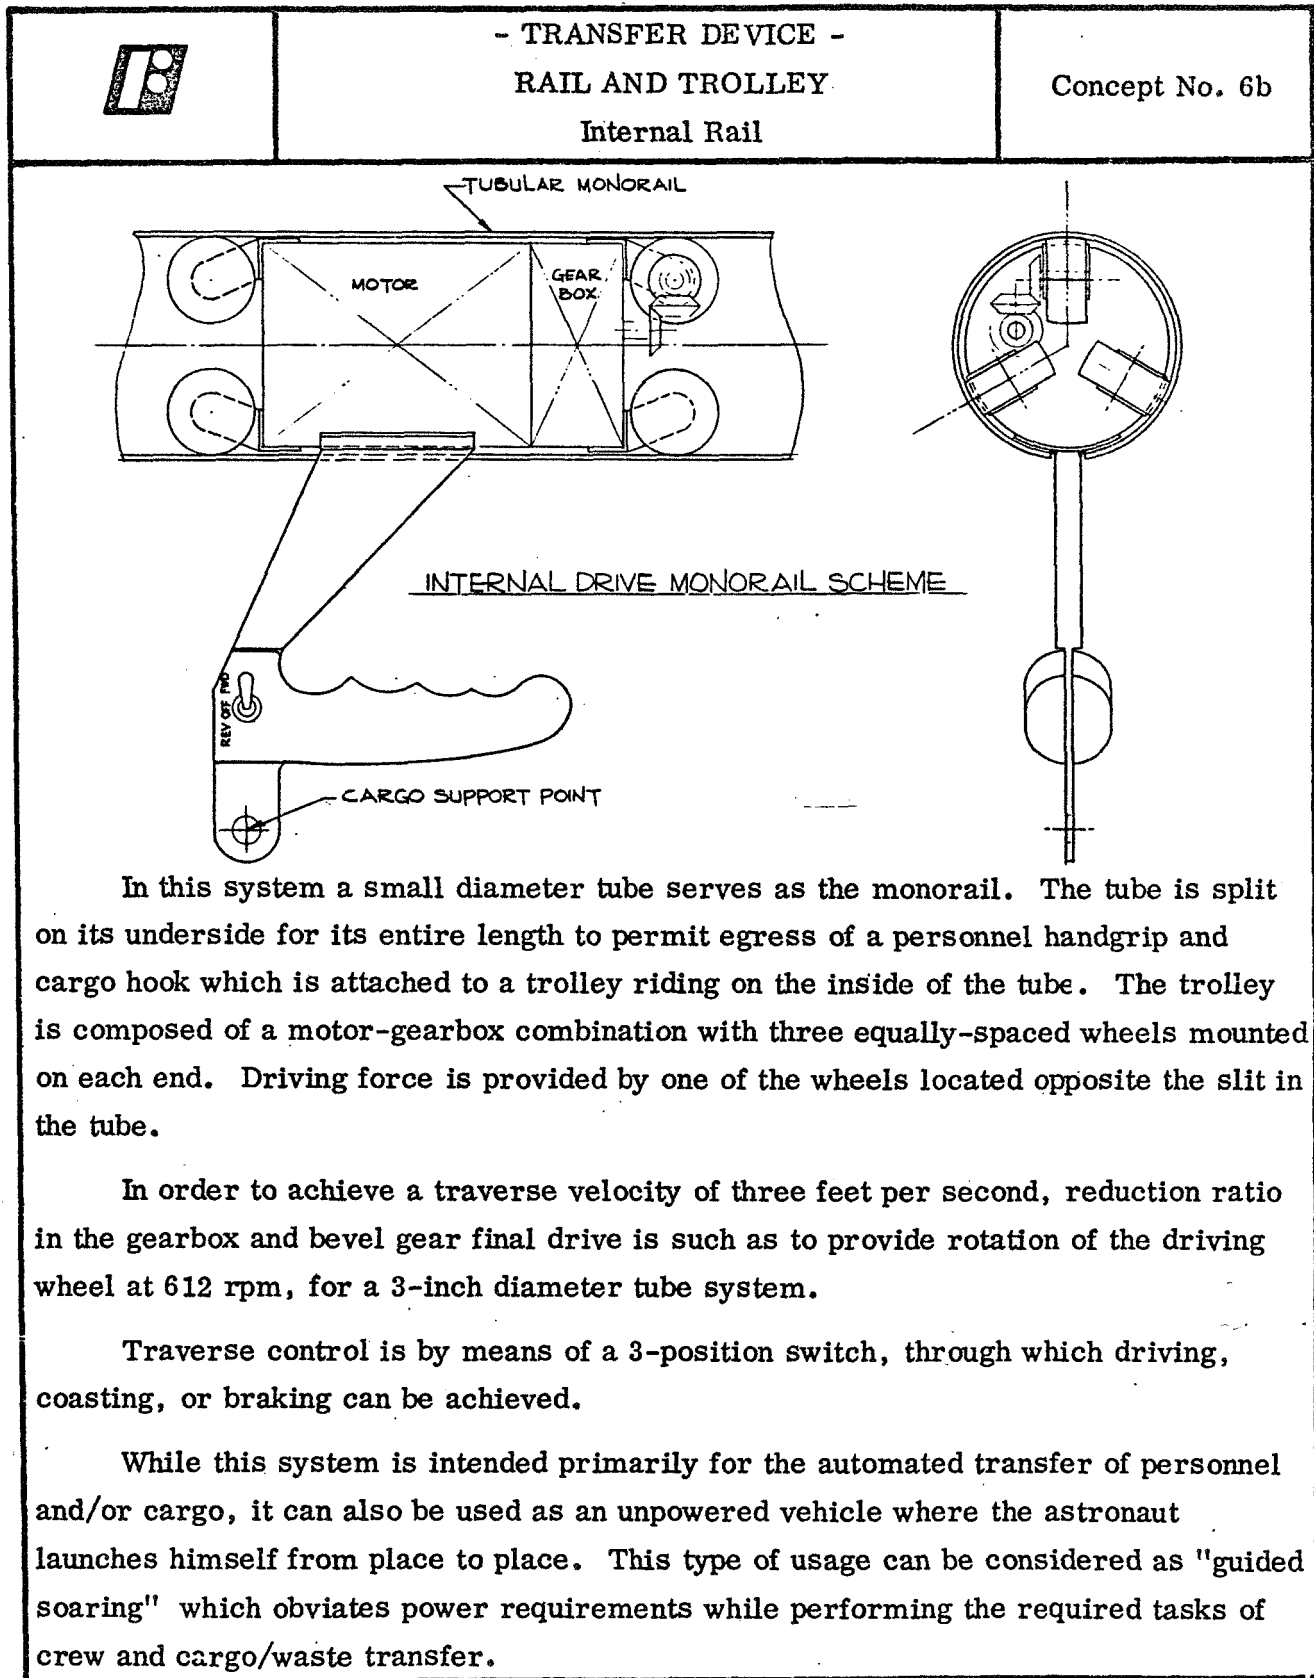 - TRANSFER DEVICE -
RAIL AND TROLLEY
Internal Rail
Concept No. 6b
TUBULAR MONORAIL
MOTOR
GEAR
BOX
INTERNAL DRIVE MONORAIL SCHEME
REV OFF FWD
CARGO SUPPORT POINT
In this system a small diameter tube serves as the monorail. The tube is split
on its underside for its entire length to permit egress of a personnel handgrip and
cargo hook which is attached to a trolley riding on the inside of the tube. The trolley
is composed of a motor-gearbox combination with three equally-spaced wheels mounted
on each end. Driving force is provided by one of the wheels located opposite the slit in
the tube.
In order to achieve a traverse velocity of three feet per second, reduction ratio
in the gearbox and bevel gear final drive is such as to provide rotation of the driving
wheel at 612 rpm, for a 3-inch diameter tube system.
Traverse control is by means of a 3-position switch, through which driving,
coasting, or braking can be achieved.
While this system is intended primarily for the automated transfer of personnel
and/or cargo, it can also be used as an unpowered vehicle where the astronaut
launches himself from place to place. This type of usage can be considered as "guided
soaring" which obviates power requirements while performing the required tasks of
crew and cargo/waste transfer.